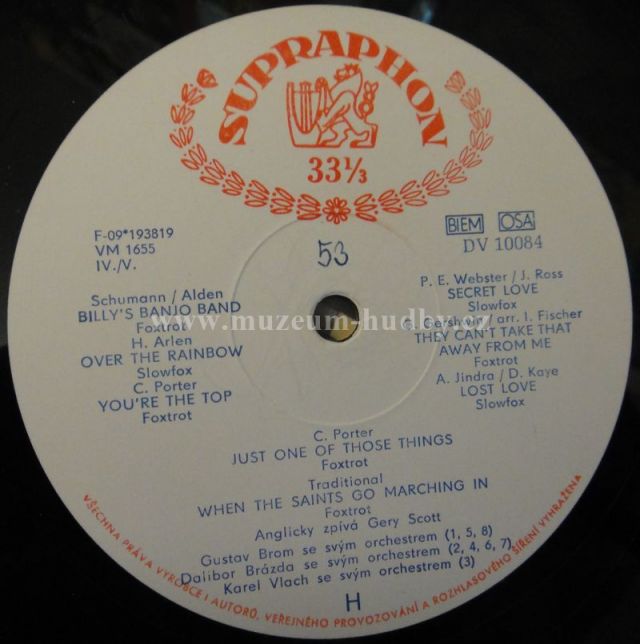 SUPRAPHON
33⅓
F-09*193819
VM 1655
IV./V.
53
BIEM OSA
DV 10084
Schumann / Alden
BILLY'S BANJO BAND
Foxtrot
H. Arlen
OVER THE RAINBOW
Slowfox
C. Porter
YOU'RE THE TOP
Foxtrot
P. E. Webster / J. Ross
SECRET LOVE
Slowfox
G. Gershwin / arr. I. Fischer
THEY CAN'T TAKE THAT
AWAY FROM ME
Foxtrot
A. Jindra / D. Kaye
LOST LOVE
Slowfox
www.muzeum-hudby.cz
C. Porter
JUST ONE OF THOSE THINGS
Foxtrot
Traditional
WHEN THE SAINTS GO MARCHING IN
Foxtrot
Anglicky zpívá Gery Scott
Gustav Brom se svým orchestrem (1, 5, 8)
Dalibor Brázda se svým orchestrem (2, 4, 6, 7)
Karel Vlach se svým orchestrem (3)
H
VŠECHNA PRÁVA VÝROBCE I AUTORŮ, VEŘEJNÉHO PROVOZOVÁNÍ A ROZHLASOVÉHO ŠÍŘENÍ VYHRAŽENA